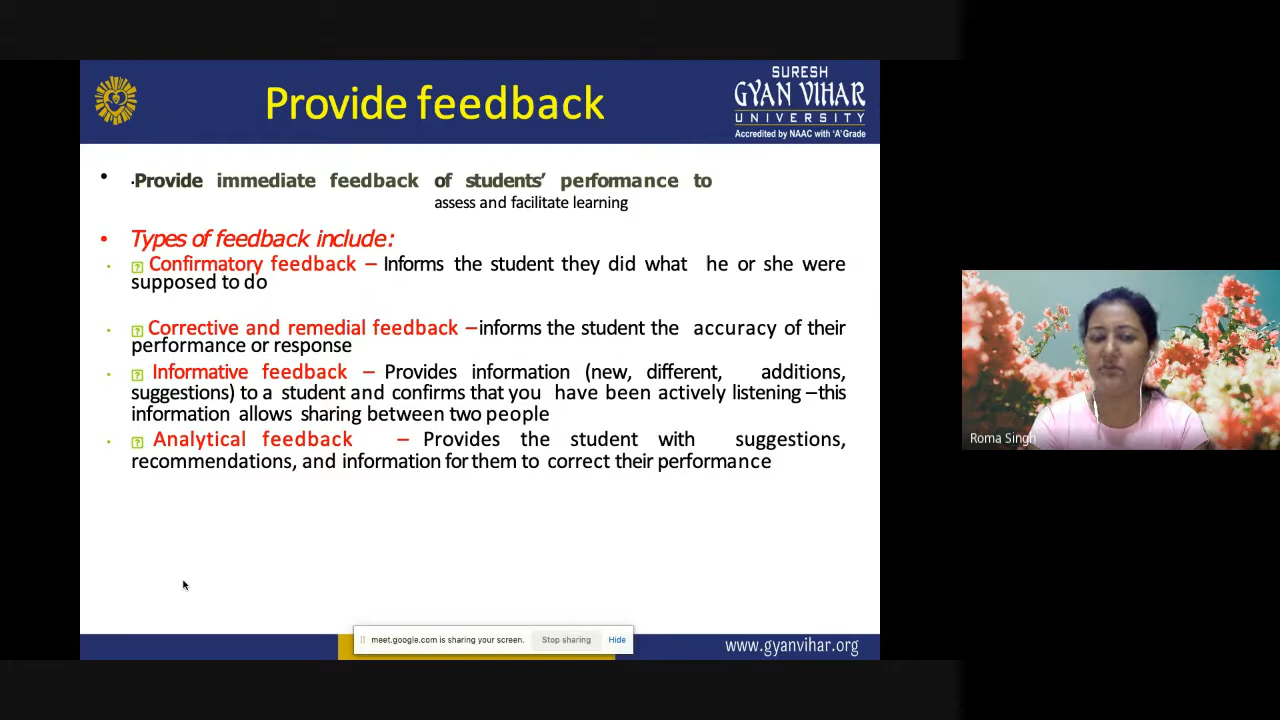 Provide feedback
SURESH
GYAN VIHAR
UNIVERSITY
Accredited by NAAC with 'A' Grade
• .Provide immediate feedback of students' performance to
assess and facilitate learning
• Types of feedback include:
• Confirmatory feedback – Informs the student they did what he or she were
supposed to do
• Corrective and remedial feedback –informs the student the accuracy of their
performance or response
• Informative feedback – Provides information (new, different, additions,
suggestions) to a student and confirms that you have been actively listening –this
information allows sharing between two people
• Analytical feedback – Provides the student with suggestions,
recommendations, and information for them to correct their performance
Roma Singh
meet.google.com is sharing your screen. Stop sharing Hide
www.gyanvihar.org